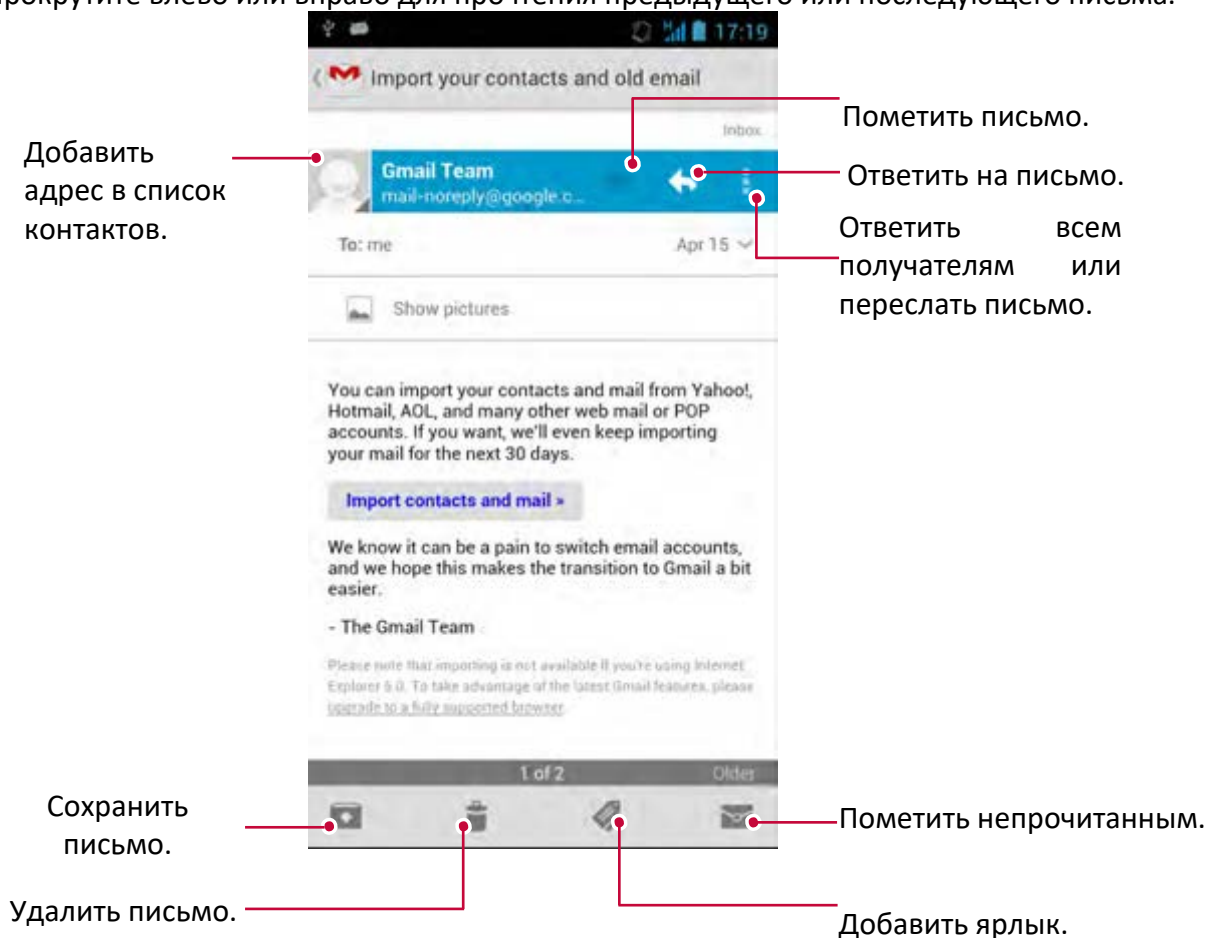 прокрутите влево или вправо для прочтения предыдущего или последующего письма.
17:19
Import your contacts and old email
Inbox
Gmail Team
mail-noreply@google.c...
To: me
Apr 15
Show pictures
You can import your contacts and mail from Yahoo!,
Hotmail, AOL, and many other web mail or POP
accounts. If you want, we'll even keep importing
your mail for the next 30 days.
Import contacts and mail »
We know it can be a pain to switch email accounts,
and we hope this makes the transition to Gmail a bit
easier.
- The Gmail Team
Please note that importing is not available if you're using Internet
Explorer 6.0. To take advantage of the latest Gmail features, please
upgrade to a fully supported browser.
1 of 2
Older
Добавить
адрес в список
контактов.
Пометить письмо.
Ответить на письмо.
Ответить всем
получателям или
переслать письмо.
Сохранить
письмо.
Удалить письмо.
Пометить непрочитанным.
Добавить ярлык.